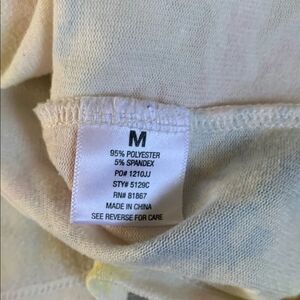 M
95% POLYESTER
5% SPANDEX
PO# 1210JJ
STY# 5129C
RN# 81867
MADE IN CHINA
SEE REVERSE FOR CARE